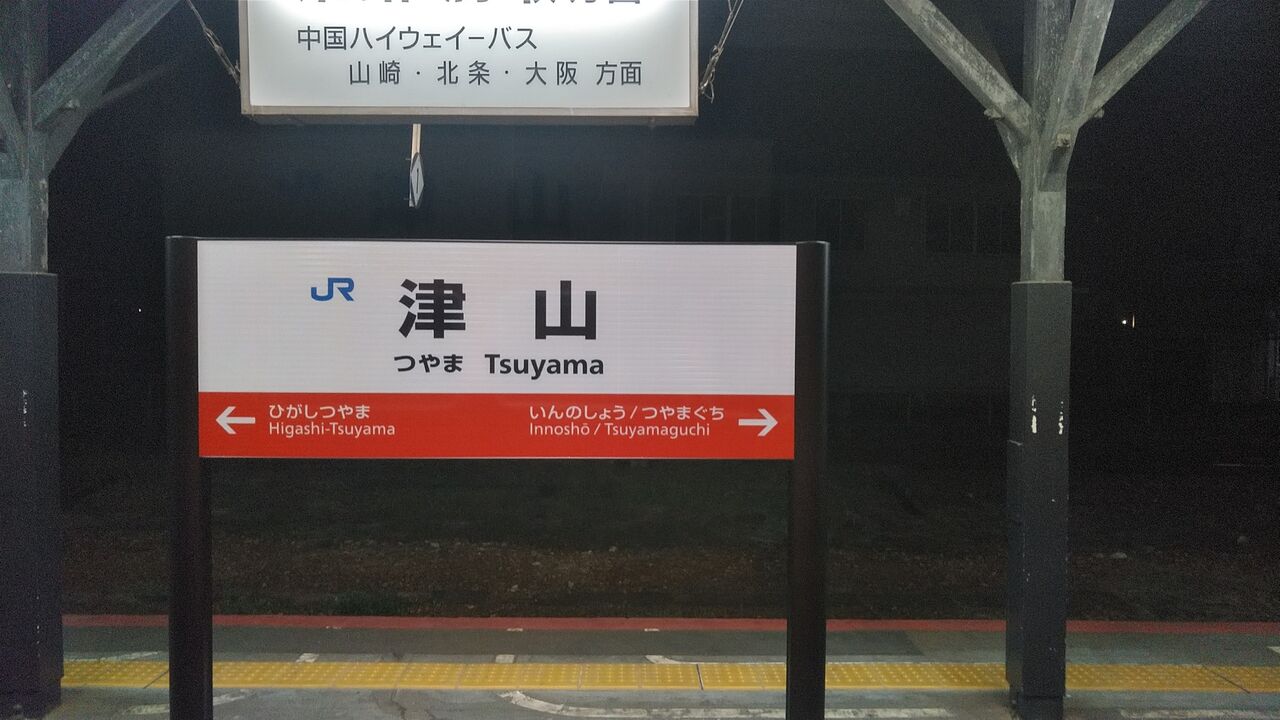 中国ハイウェイーバス
山崎・北条・大阪 方面
1
JR 津山
つやま Tsuyama
← ひがしつやま いんのしょう/つやまぐち →
Higashi-Tsuyama Innoshō/Tsuyamaguchi